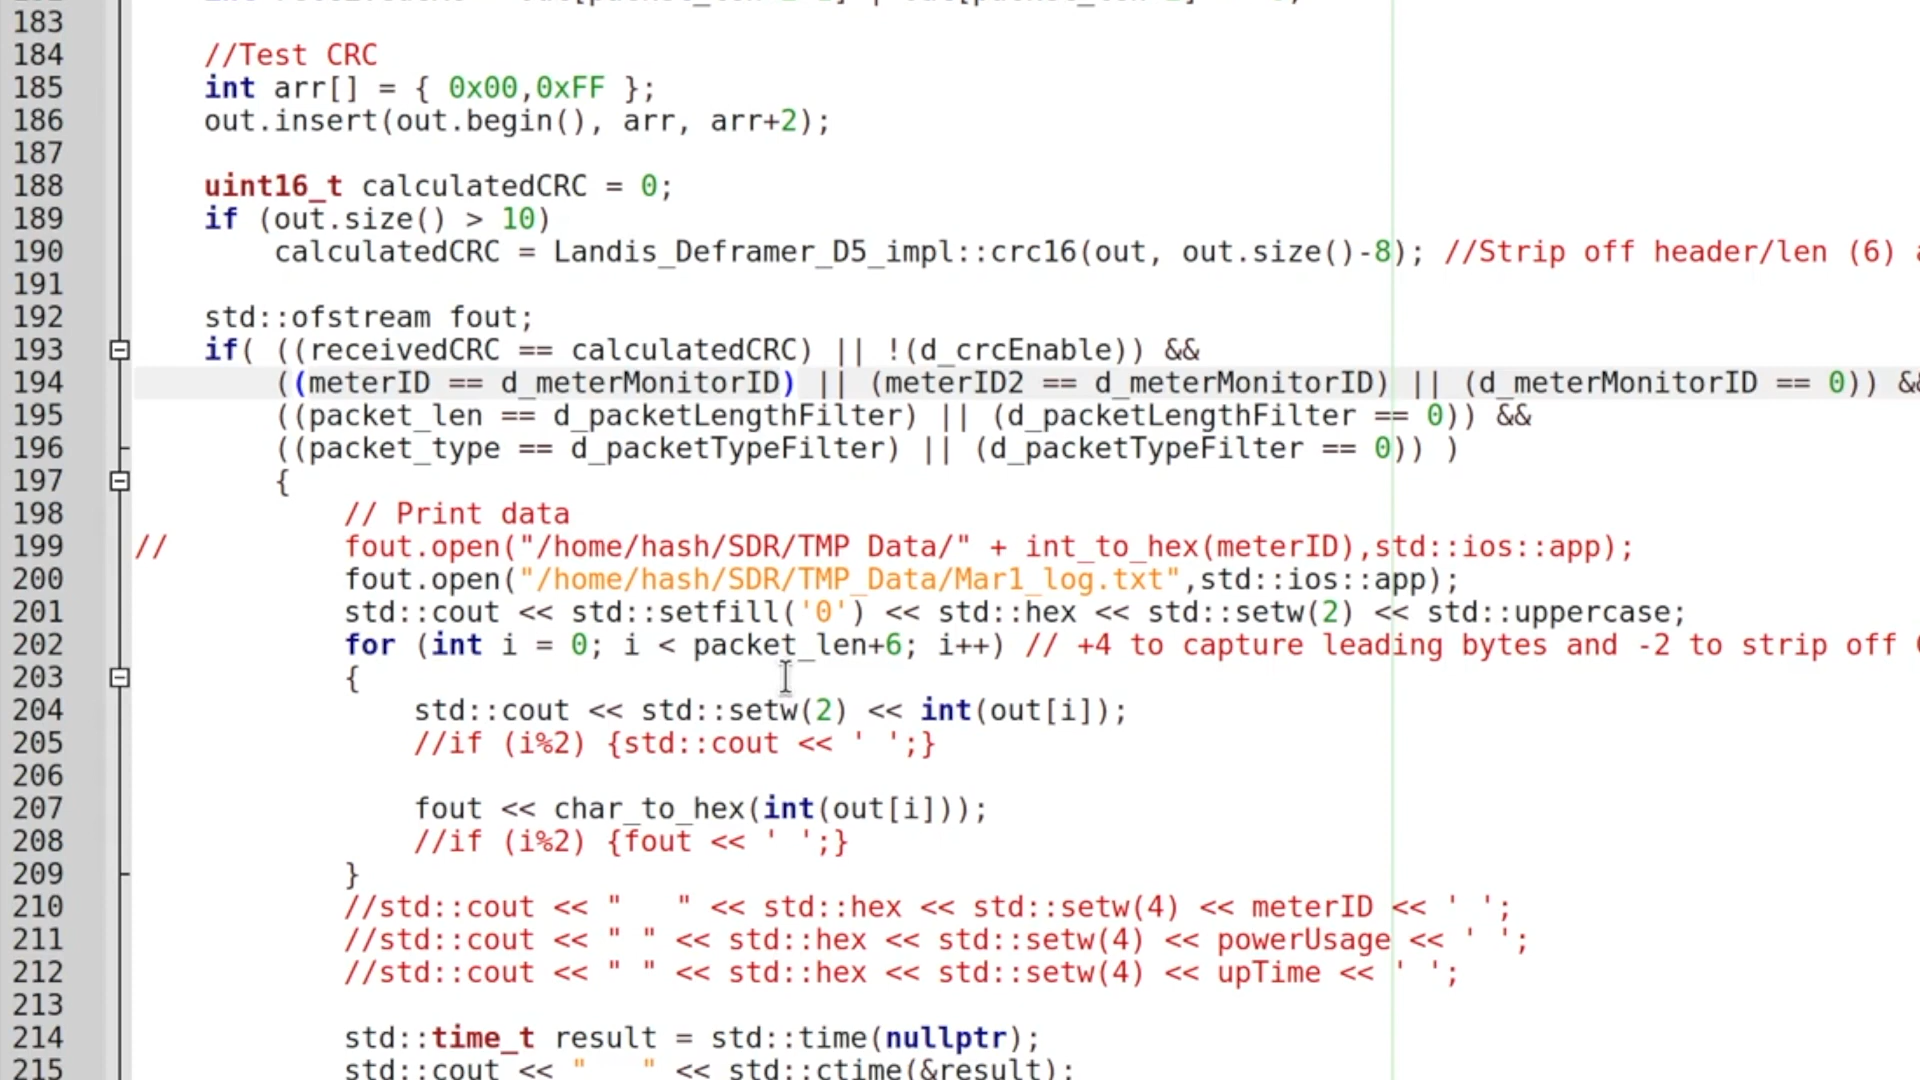 183
184 //Test CRC
185 int arr[] = { 0x00,0xFF };
186 out.insert(out.begin(), arr, arr+2);
187
188 uint16_t calculatedCRC = 0;
189 if (out.size() > 10)
190 calculatedCRC = Landis_Deframer_D5_impl::crc16(out, out.size()-8); //Strip off header/len (6)
191
192 std::ofstream fout;
193 if( ((receivedCRC == calculatedCRC) || !(d_crcEnable)) &&
194 ((meterID == d_meterMonitorID) || (meterID2 == d_meterMonitorID) || (d_meterMonitorID == 0)) &&
195 ((packet_len == d_packetLengthFilter) || (d_packetLengthFilter == 0)) &&
196 ((packet_type == d_packetTypeFilter) || (d_packetTypeFilter == 0)) )
197 {
198 // Print data
199 // fout.open("/home/hash/SDR/TMP_Data/" + int_to_hex(meterID),std::ios::app);
200 fout.open("/home/hash/SDR/TMP_Data/Mar1_log.txt",std::ios::app);
201 std::cout << std::setfill('0') << std::hex << std::setw(2) << std::uppercase;
202 for (int i = 0; i < packet_len+6; i++) // +4 to capture leading bytes and -2 to strip off
203 {
204 std::cout << std::setw(2) << int(out[i]);
205 //if (i%2) {std::cout << ' ';}
206
207 fout << char_to_hex(int(out[i]));
208 //if (i%2) {fout << ' ';}
209 }
210 //std::cout << "   " << std::hex << std::setw(4) << meterID << ' ';
211 //std::cout << " " << std::hex << std::setw(4) << powerUsage << ' ';
212 //std::cout << " " << std::hex << std::setw(4) << upTime << ' ';
213
214 std::time_t result = std::time(nullptr);
215 std::cout << "   " << std::ctime(&result);